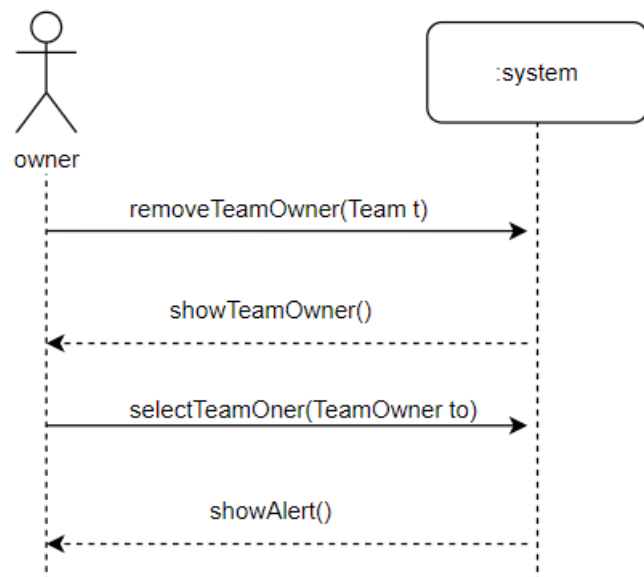 :system
owner
removeTeamOwner(Team t)
showTeamOwner()
selectTeamOner(TeamOwner to)
showAlert()